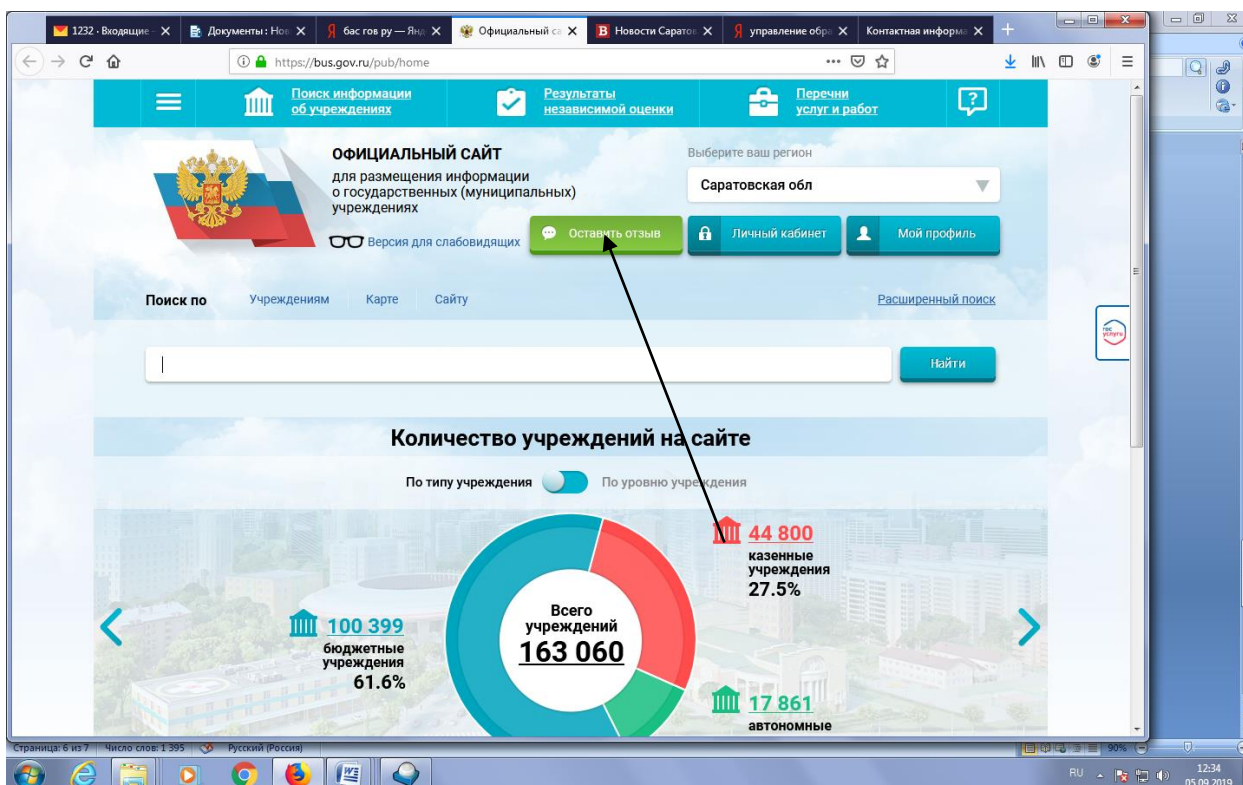 1232 · Входящие –
Документы : Нов
бас гов ру — Янд
Официальный са
Новости Саратов
управление обра
Контактная информа
https://bus.gov.ru/pub/home
Поиск информации
об учреждениях
Результаты
независимой оценки
Перечни
услуг и работ
ОФИЦИАЛЬНЫЙ САЙТ
для размещения информации
о государственных (муниципальных)
учреждениях
Версия для слабовидящих
Выберите ваш регион
Саратовская обл
Оставить отзыв
Личный кабинет
Мой профиль
Поиск по
Учреждениям
Карте
Сайту
Расширенный поиск
гос
услуги
Найти
Количество учреждений на сайте
По типу учреждения
По уровню учреждения
44 800
казенные
учреждения
27.5%
Всего
учреждений
163 060
100 399
бюджетные
учреждения
61.6%
17 861
автономные
Страница: 6 из 7
Число слов: 1 395
Русский (Россия)
90%
RU
12:34
05.09.2019